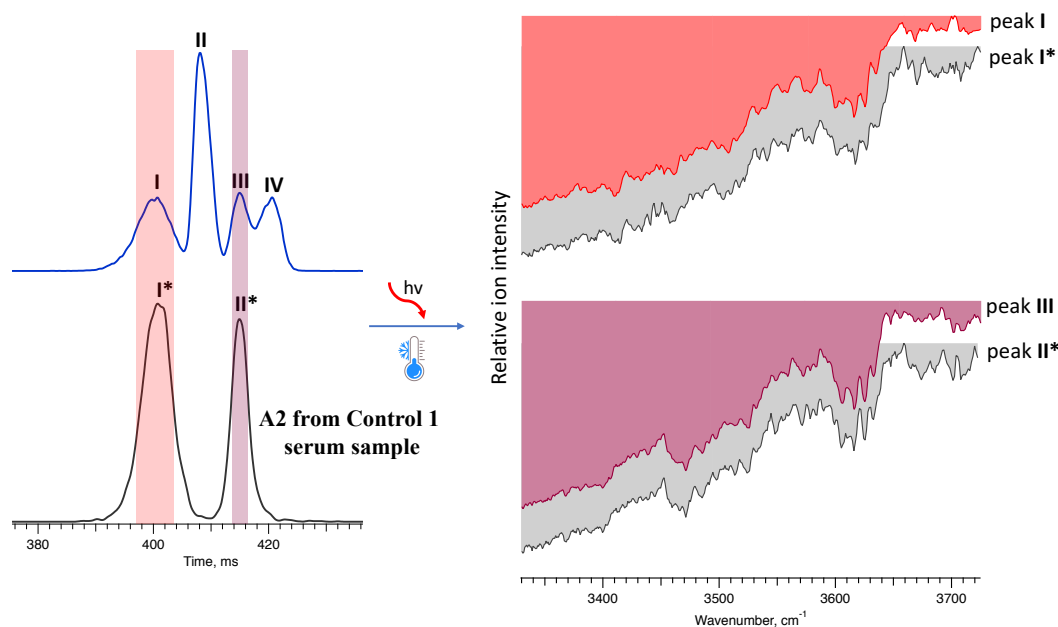 II
I
III
IV
I*
II*
380
400
420
Time, ms
A2 from Control 1
serum sample
hν
Relative ion intensity
peak I
peak I*
peak III
peak II*
3400
3500
3600
3700
Wavenumber, cm⁻¹